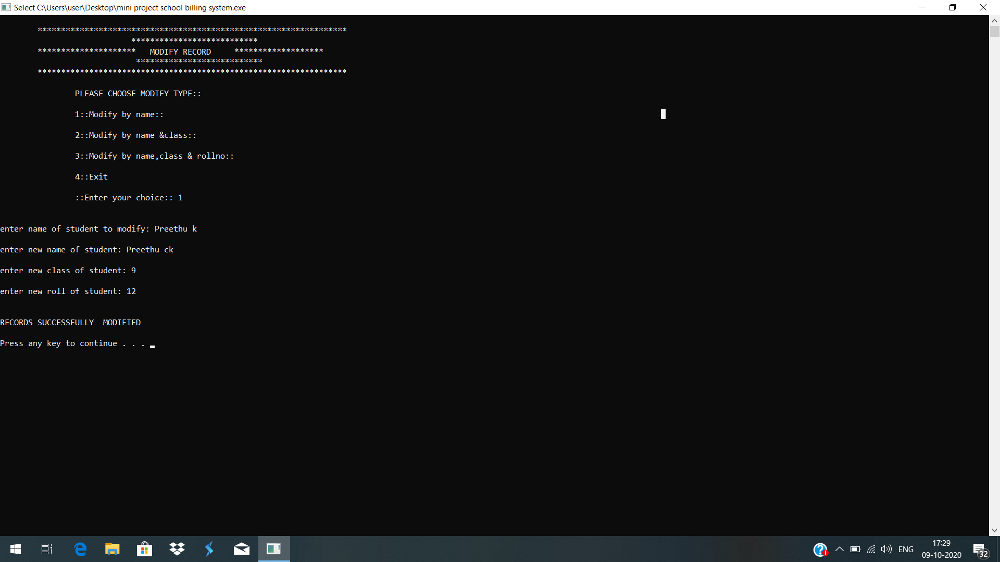 Select C:\Users\user\Desktop\mini project school billing system.exe
******************************************************************
***************************
********************* MODIFY RECORD *******************
***************************
******************************************************************
PLEASE CHOOSE MODIFY TYPE::
1::Modify by name::
2::Modify by name &class::
3::Modify by name,class & rollno::
4::Exit
::Enter your choice:: 1
enter name of student to modify: Preethu k
enter new name of student: Preethu ck
enter new class of student: 9
enter new roll of student: 12
RECORDS SUCCESSFULLY  MODIFIED
Press any key to continue . . .
ENG
17:29
09-10-2020
32